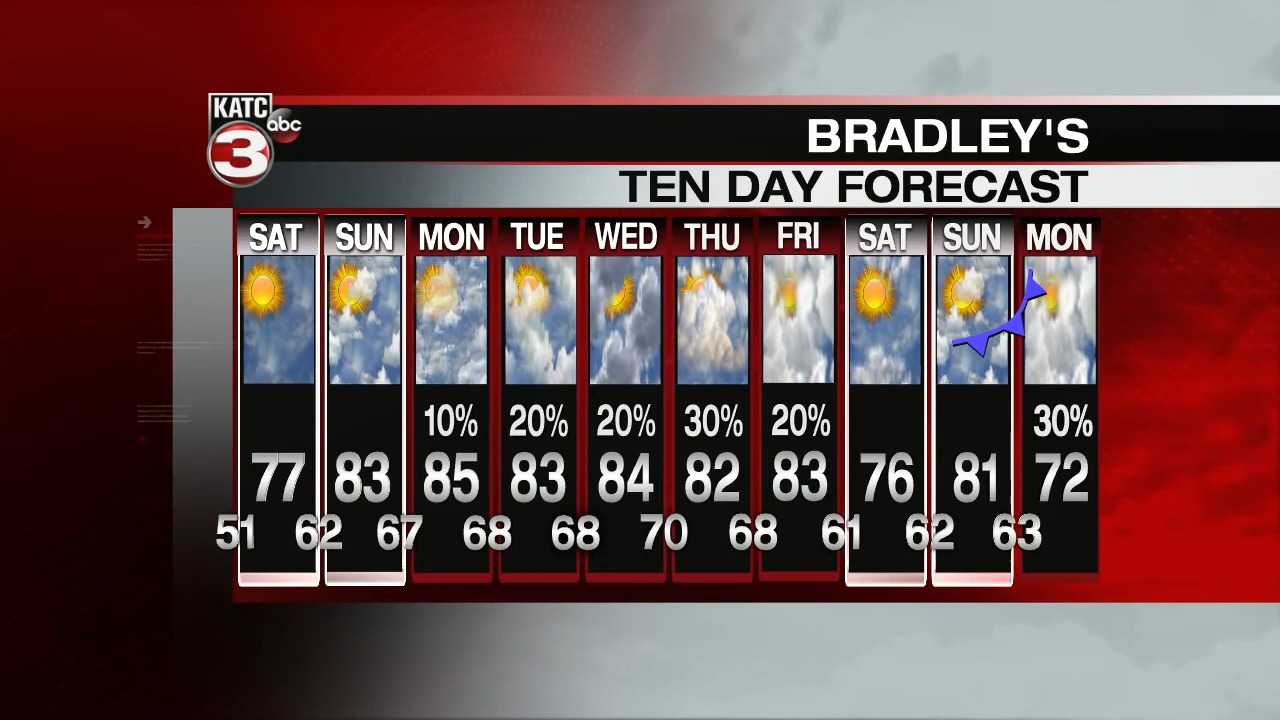 KATC
abc
3
BRADLEY'S
TEN DAY FORECAST
SAT SUN MON TUE WED THU FRI SAT SUN MON
10% 20% 20% 30% 20% 30%
77 83 85 83 84 82 83 76 81 72
51 62 67 68 68 70 68 61 62 63